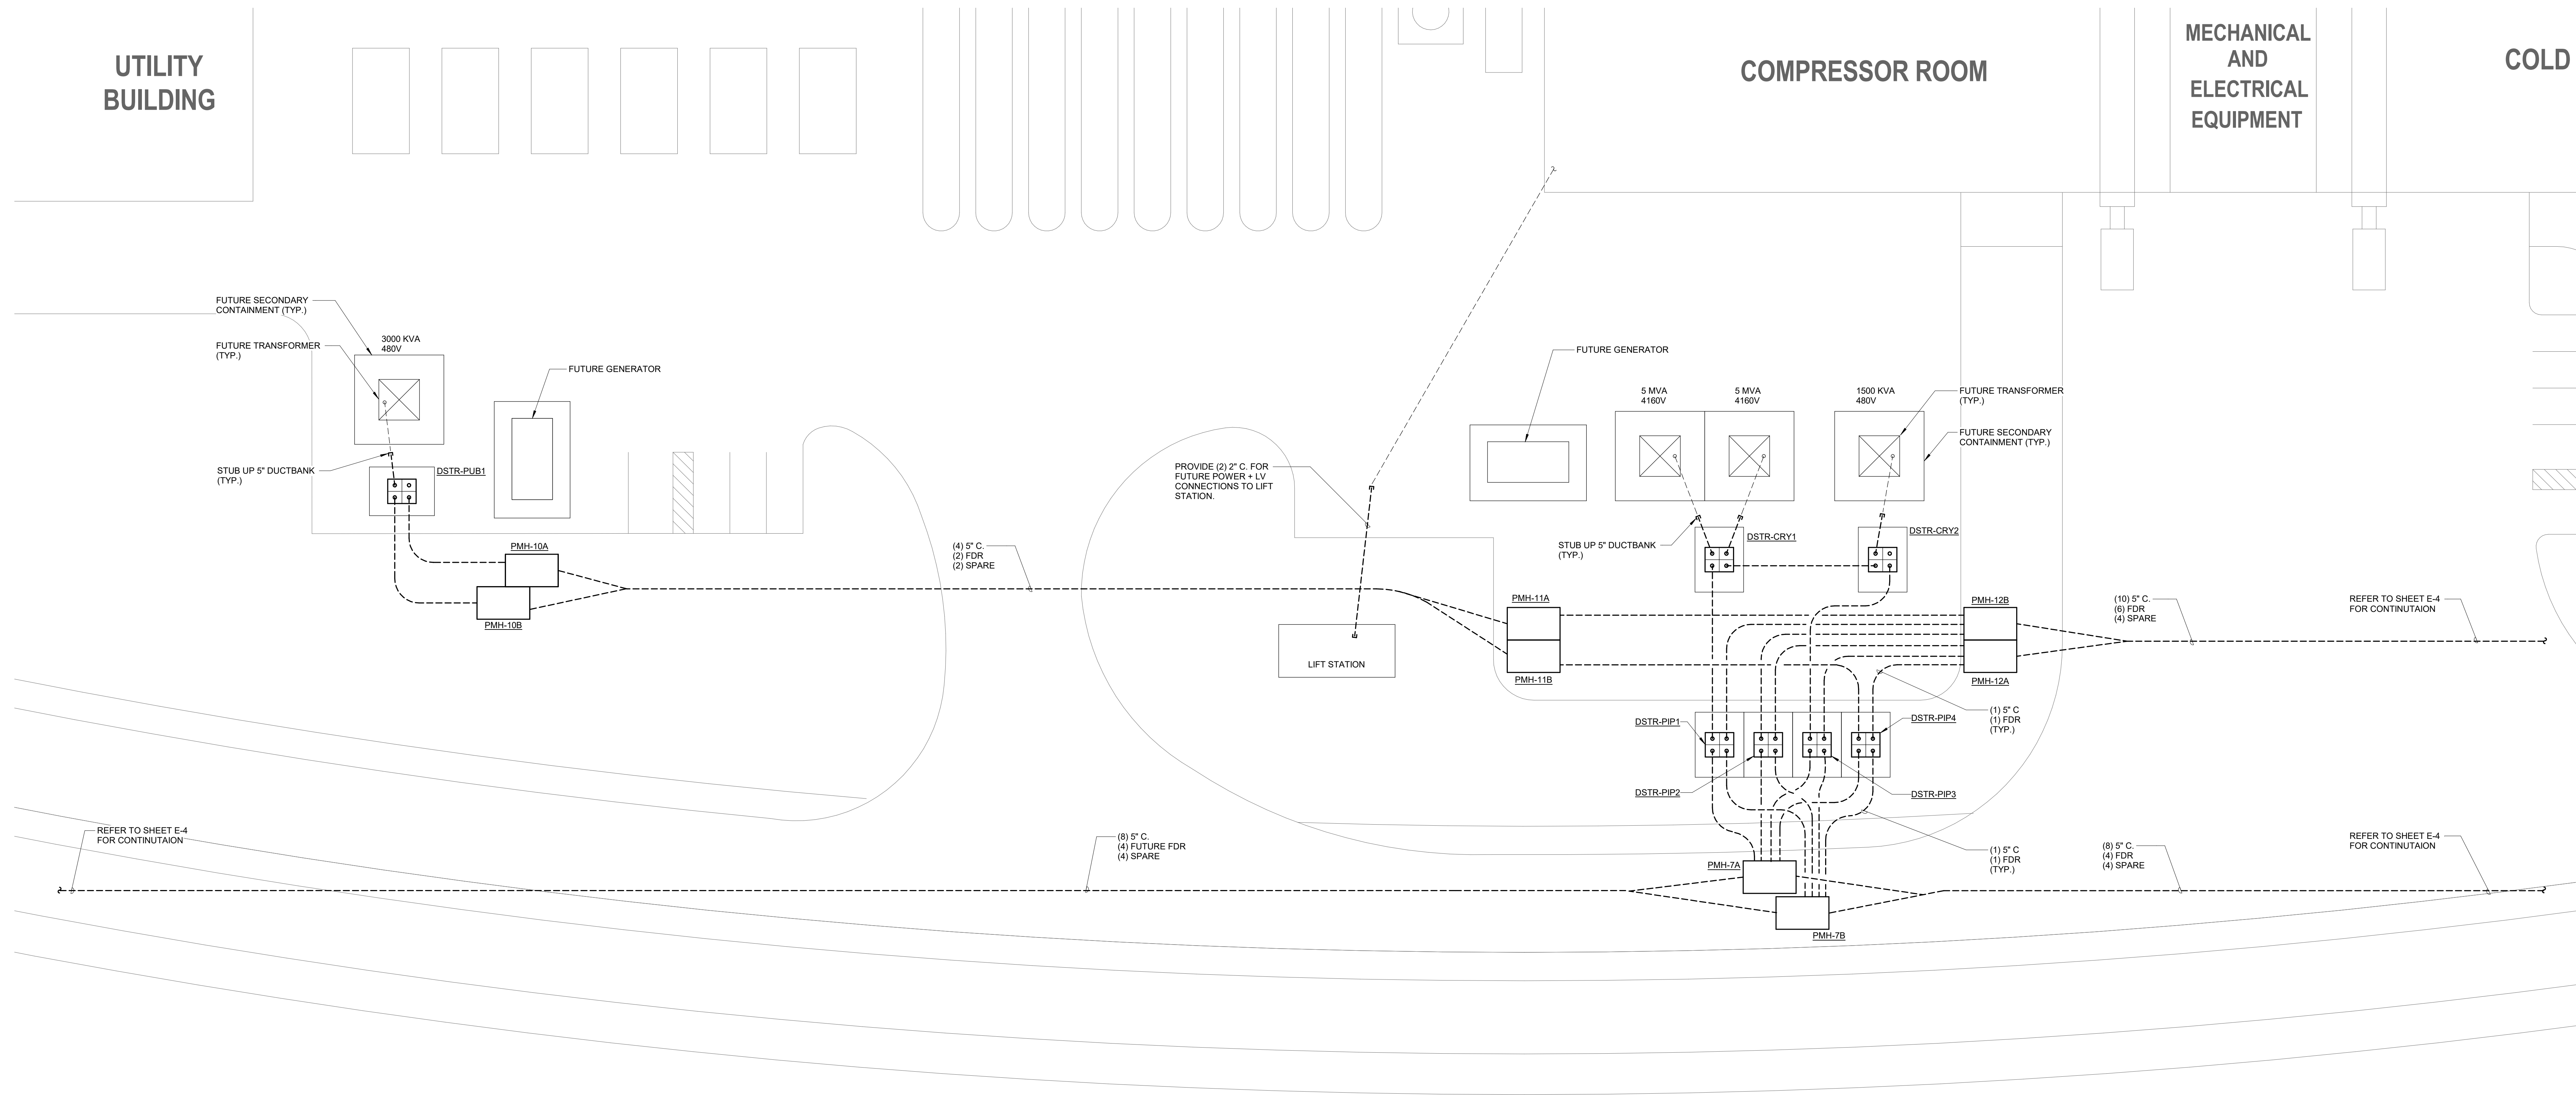 UTILITY
BUILDING
COMPRESSOR ROOM
MECHANICAL
AND
ELECTRICAL
EQUIPMENT
COLD
FUTURE SECONDARY
CONTAINMENT (TYP.)
FUTURE TRANSFORMER
(TYP.)
3000 KVA
480V
FUTURE GENERATOR
STUB UP 5" DUCTBANK
(TYP.)
DSTR-PUB1
PMH-10A
PMH-10B
(4) 5" C.
(2) FDR
(2) SPARE
PROVIDE (2) 2" C. FOR
FUTURE POWER + LV
CONNECTIONS TO LIFT
STATION.
LIFT STATION
FUTURE GENERATOR
5 MVA
4160V
5 MVA
4160V
1500 KVA
480V
FUTURE TRANSFORMER
(TYP.)
FUTURE SECONDARY
CONTAINMENT (TYP.)
STUB UP 5" DUCTBANK
(TYP.)
DSTR-CRY1
DSTR-CRY2
PMH-11A
PMH-11B
PMH-12B
PMH-12A
(10) 5" C.
(6) FDR
(4) SPARE
REFER TO SHEET E-4
FOR CONTINUTAION
(1) 5" C
(1) FDR
(TYP.)
DSTR-PIP1
DSTR-PIP4
DSTR-PIP2
DSTR-PIP3
REFER TO SHEET E-4
FOR CONTINUTAION
(8) 5" C.
(4) FUTURE FDR
(4) SPARE
PMH-7A
PMH-7B
(1) 5" C
(1) FDR
(TYP.)
(8) 5" C.
(4) FDR
(4) SPARE
REFER TO SHEET E-4
FOR CONTINUTAION